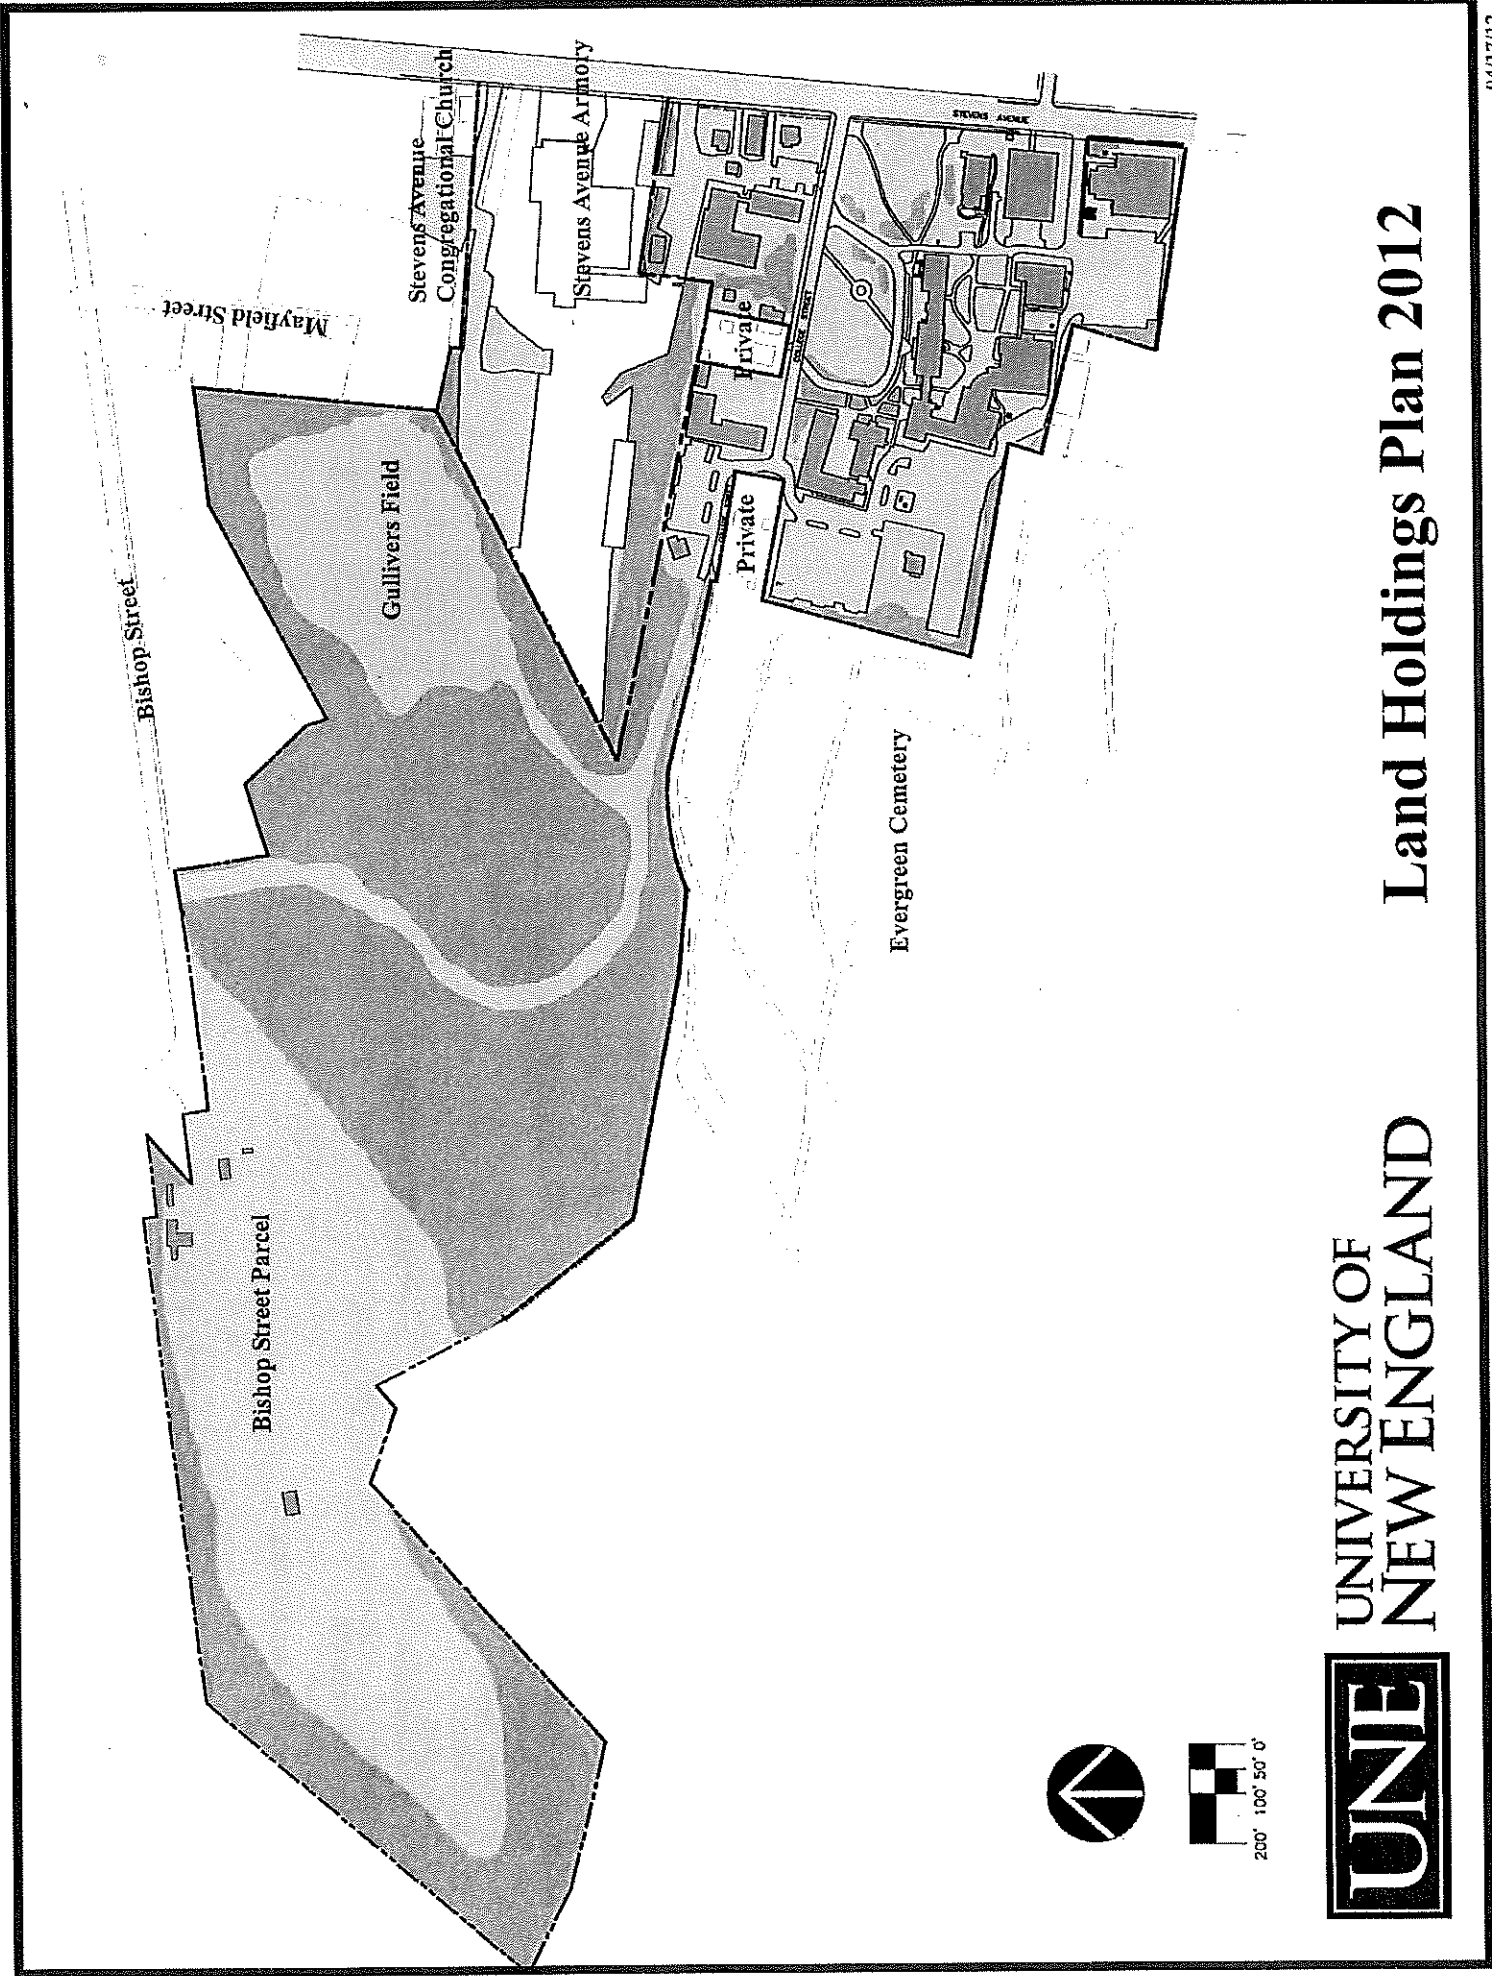 Bishop Street
Mayfield Street
Stevens Avenue
Congregational Church
Stevens Avenue Armory
Gullivers Field
Bishop Street Parcel
Private
Private
COLLEGE STREET
STEVENS AVENUE
Evergreen Cemetery
200' 100' 50' 0'
UNE
UNIVERSITY OF
NEW ENGLAND
Land Holdings Plan 2012